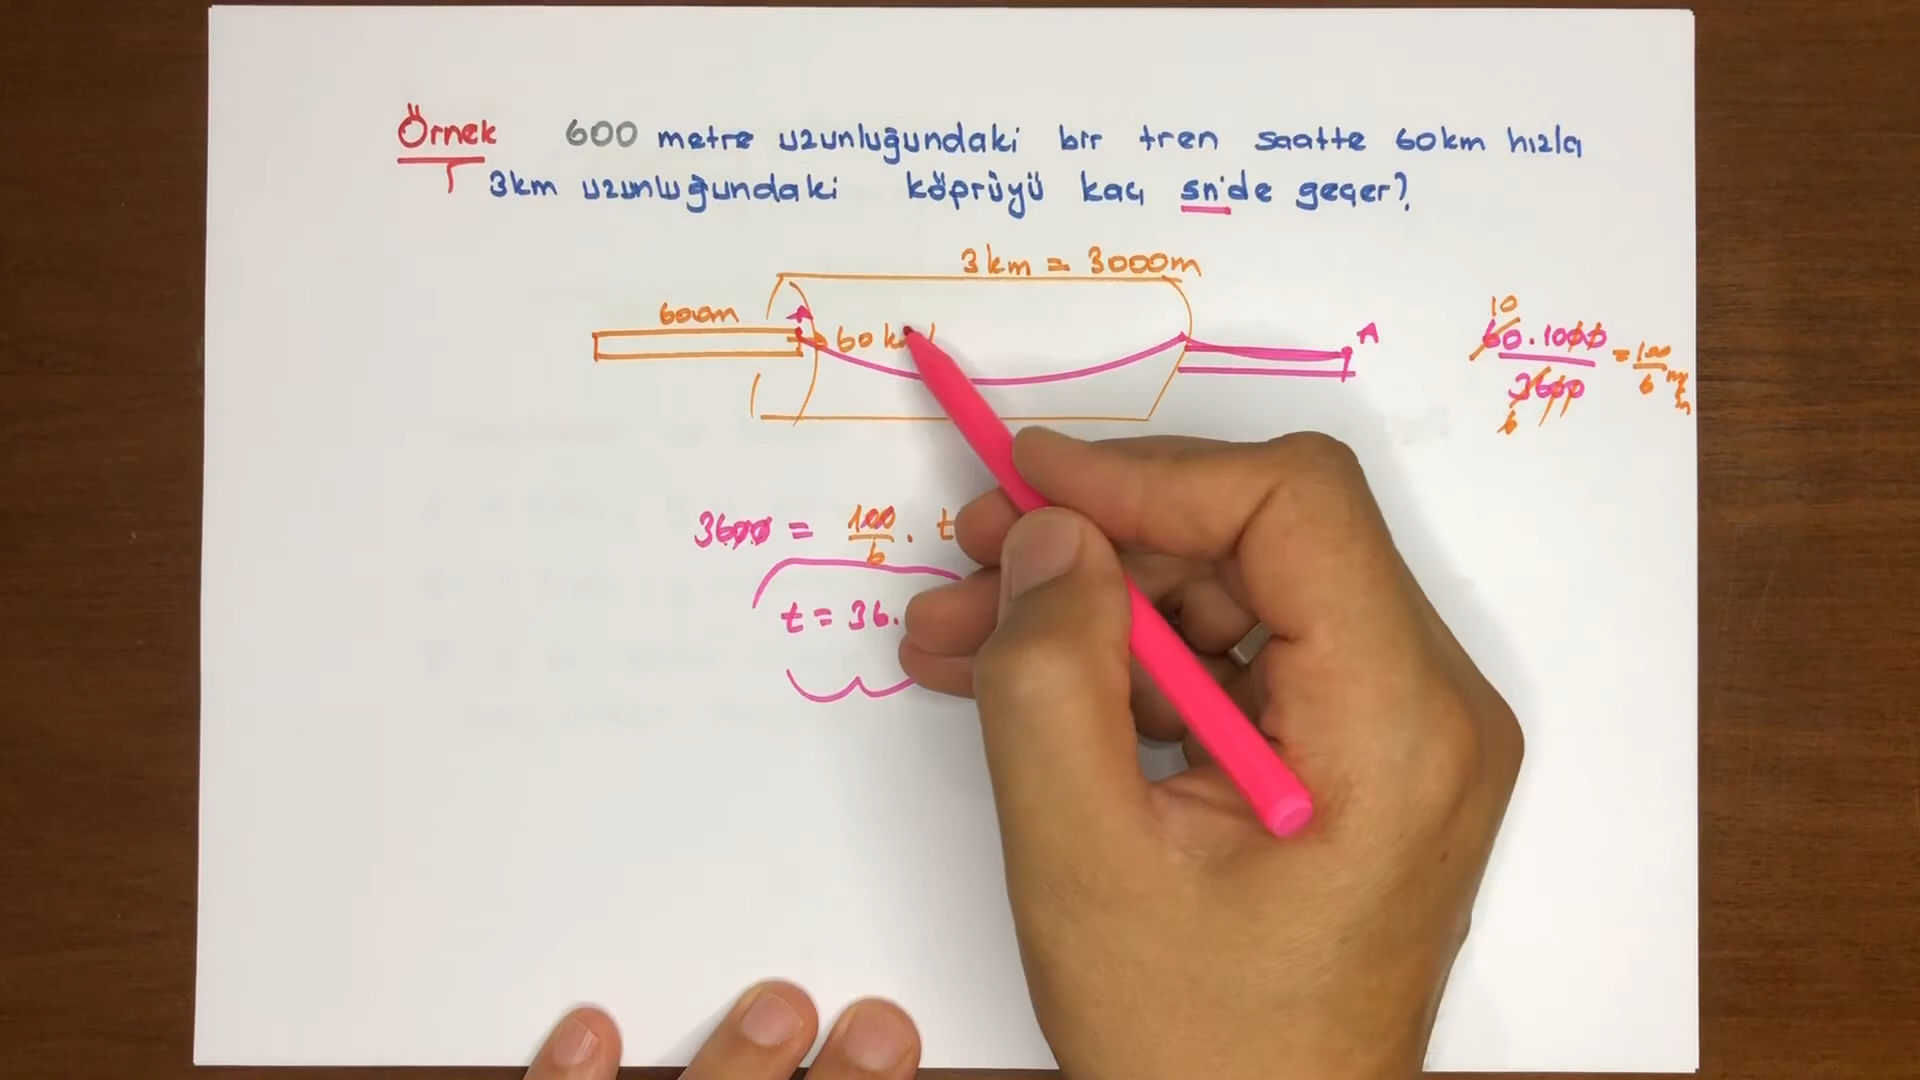 Örnek 600 metre uzunluğundaki bir tren saatte 60km hızla
3km uzunluğundaki köprüyü kaç sn'de geçer?
3km = 3000m
600m
A
60 k
A
10
60.1000
3600
6
= 100
6
3600 = 100
6 . t
t = 36.